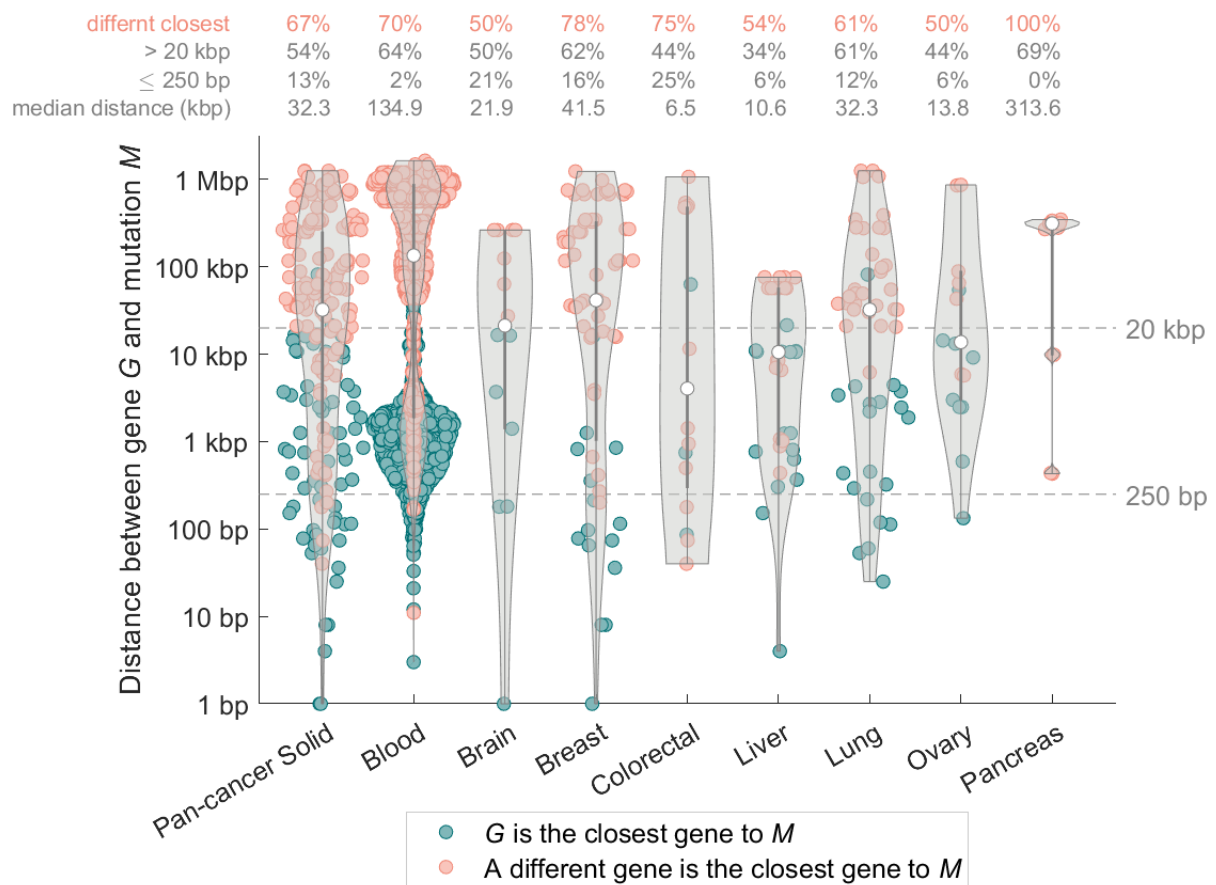 differnt closest 67% 70% 50% 78% 75% 54% 61% 50% 100%
> 20 kbp 54% 64% 50% 62% 44% 34% 61% 44% 69%
≤ 250 bp 13% 2% 21% 16% 25% 6% 12% 6% 0%
median distance (kbp) 32.3 134.9 21.9 41.5 6.5 10.6 32.3 13.8 313.6
Distance between gene G and mutation M
1 Mbp
100 kbp
20 kbp
10 kbp
1 kbp
250 bp
100 bp
10 bp
1 bp
Pan-cancer Solid Blood Brain Breast Colorectal Liver Lung Ovary Pancreas
G is the closest gene to M
A different gene is the closest gene to M